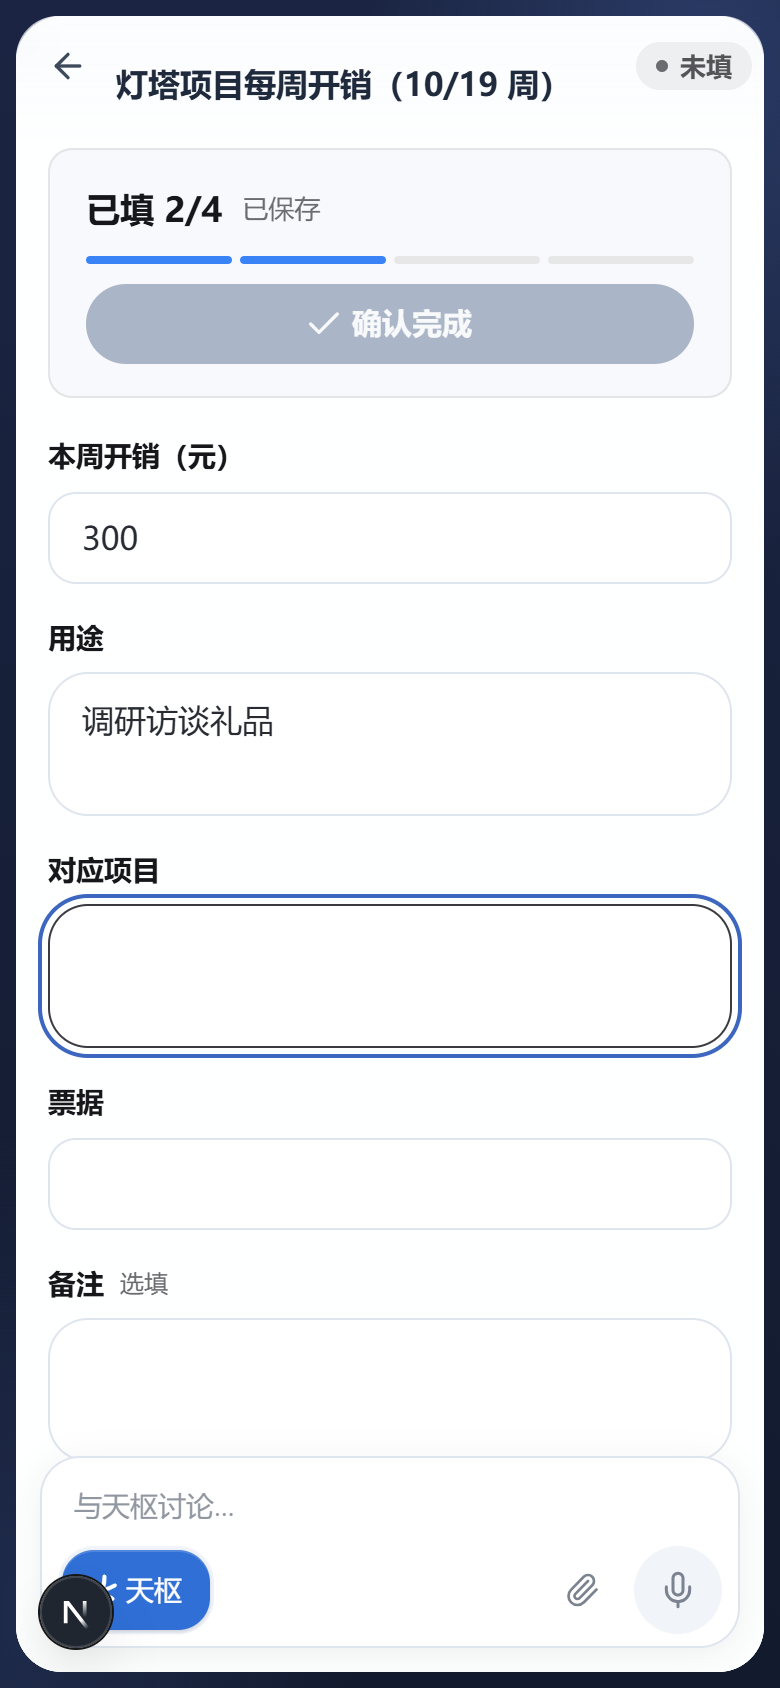 灯塔项目每周开销（10/19 周）
未填
已填 2/4 已保存
确认完成
本周开销（元）
300
用途
调研访谈礼品
对应项目
票据
备注 选填
与天枢讨论...
天枢
N